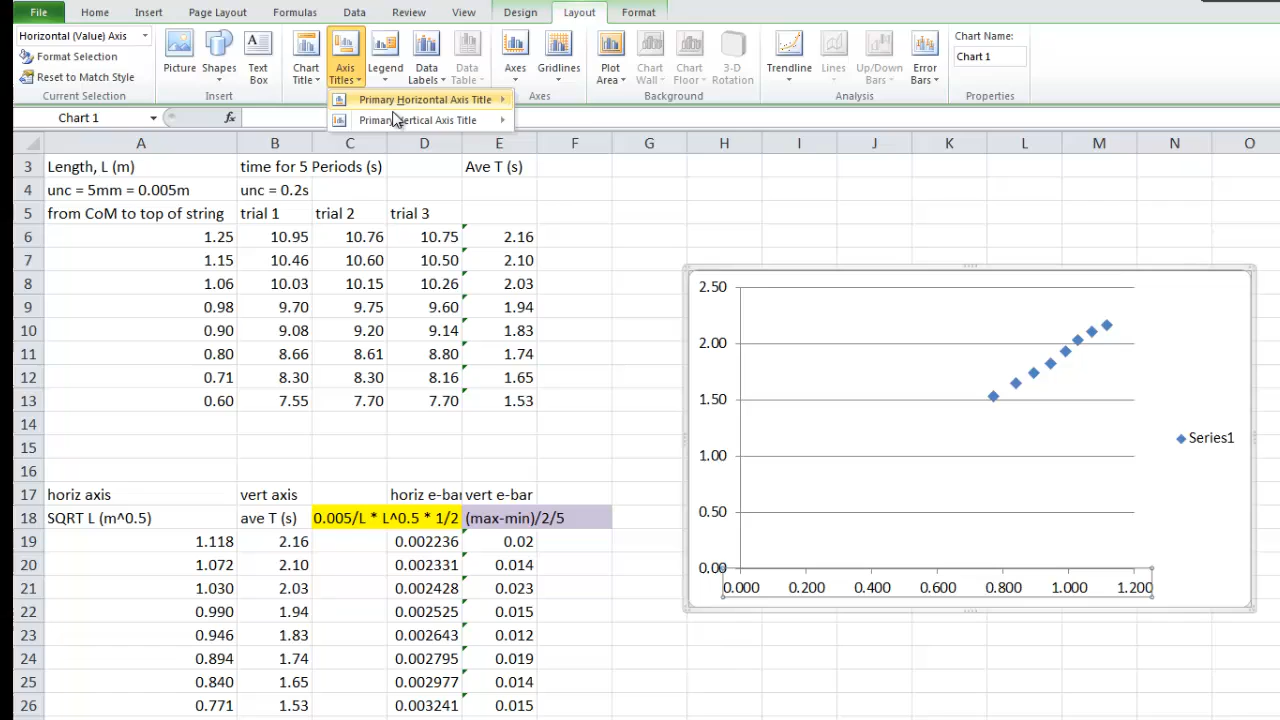 File Home Insert Page Layout Formulas Data Review View Design Layout Format
Horizontal (Value) Axis
Format Selection
Reset to Match Style
Current Selection
Picture Shapes Text Box
Insert
Chart Title Axis Titles Legend Data Labels Data Table
Axes Gridlines
Axes
Plot Area Chart Wall Chart Floor 3-D Rotation
Background
Trendline Lines Up/Down Bars Error Bars
Analysis
Chart Name:
Chart 1
Properties
Primary Horizontal Axis Title
Primary Vertical Axis Title
Chart 1 fx
A B C D E F G H I J K L M N O
3 Length, L (m) time for 5 Periods (s) Ave T (s)
4 unc = 5mm = 0.005m unc = 0.2s
5 from CoM to top of string trial 1 trial 2 trial 3
6 1.25 10.95 10.76 10.75 2.16
7 1.15 10.46 10.60 10.50 2.10
8 1.06 10.03 10.15 10.26 2.03
9 0.98 9.70 9.75 9.60 1.94
10 0.90 9.08 9.20 9.14 1.83
11 0.80 8.66 8.61 8.80 1.74
12 0.71 8.30 8.30 8.16 1.65
13 0.60 7.55 7.70 7.70 1.53
14
15
16
17 horiz axis vert axis horiz e-bar vert e-bar
18 SQRT L (m^0.5) ave T (s) 0.005/L * L^0.5 * 1/2 (max-min)/2/5
19 1.118 2.16 0.002236 0.02
20 1.072 2.10 0.002331 0.014
21 1.030 2.03 0.002428 0.023
22 0.990 1.94 0.002525 0.015
23 0.946 1.83 0.002643 0.012
24 0.894 1.74 0.002795 0.019
25 0.840 1.65 0.002977 0.014
26 0.771 1.53 0.003241 0.015
2.50
2.00
1.50
1.00
0.50
0.00
0.000 0.200 0.400 0.600 0.800 1.000 1.200
Series1